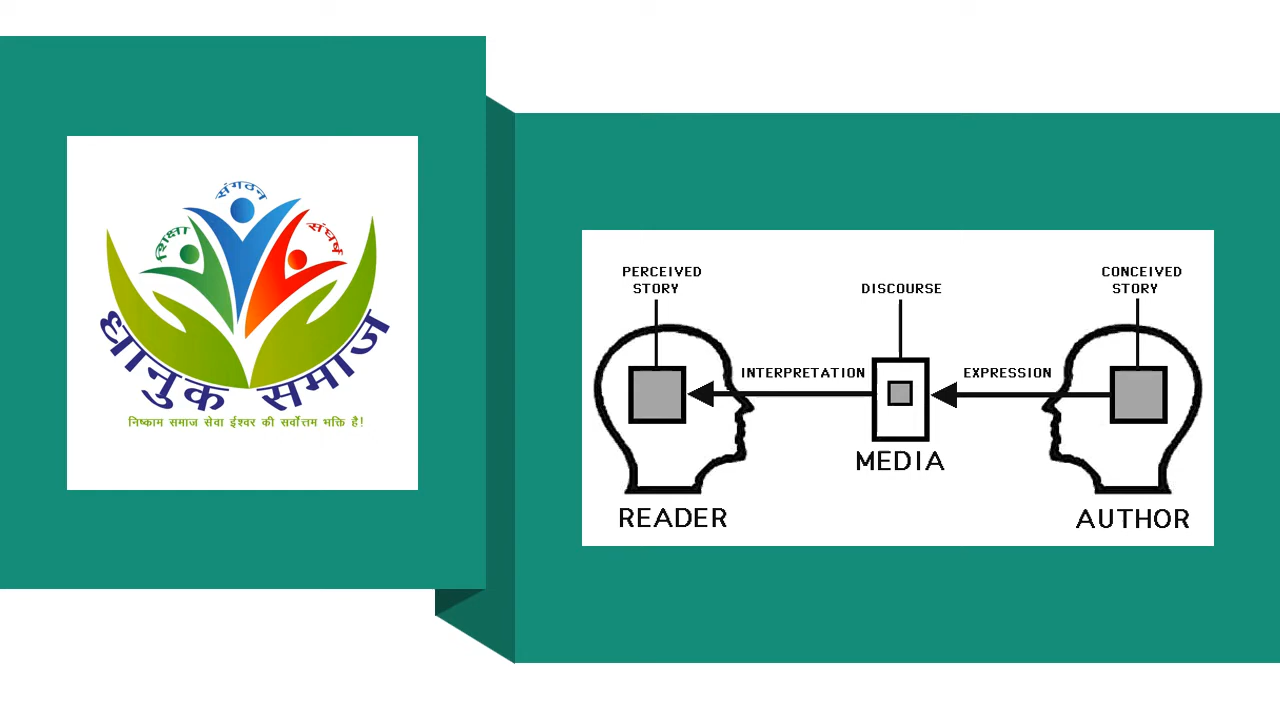 शिक्षा
संगठन
संघर्ष
धानुक समाज
निष्काम समाज सेवा ईश्वर की सर्वोत्तम भक्ति है!
PERCEIVED
STORY
DISCOURSE
CONCEIVED
STORY
INTERPRETATION
EXPRESSION
MEDIA
READER
AUTHOR